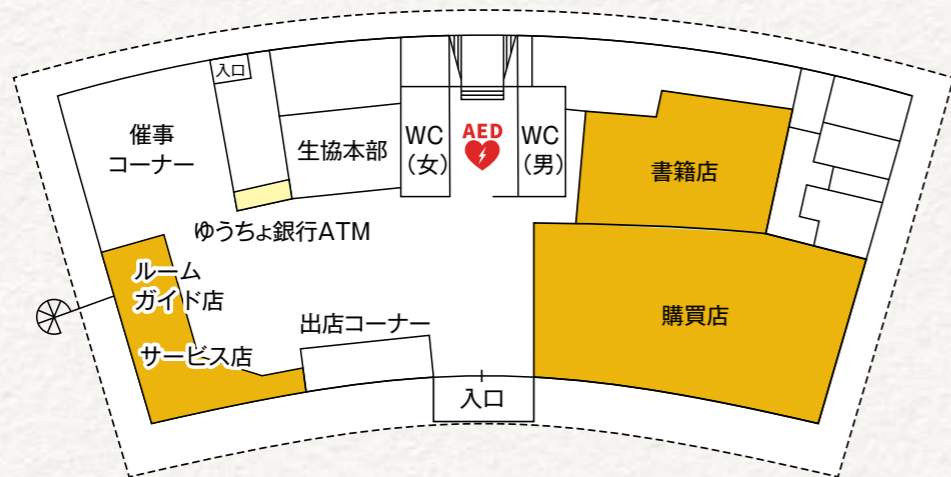 入口
催事
コーナー
生協本部
WC
(女)
AED
WC
(男)
書籍店
ゆうちょ銀行ATM
ルーム
ガイド店
サービス店
出店コーナー
購買店
入口